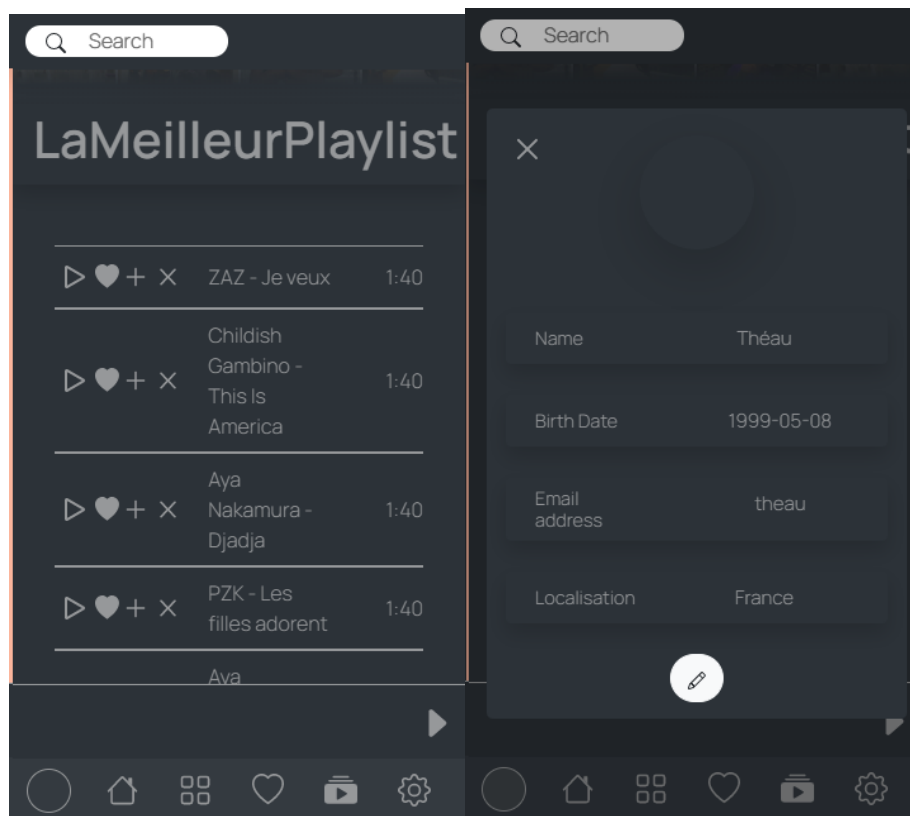 Search
LaMeilleurPlaylist
ZAZ - Je veux 1:40
Childish
Gambino -
This Is
America
1:40
Aya
Nakamura -
Djadja
1:40
PZK - Les
filles adorent
1:40
Aya
Search
Name Théau
Birth Date 1999-05-08
Email
address
theau
Localisation France